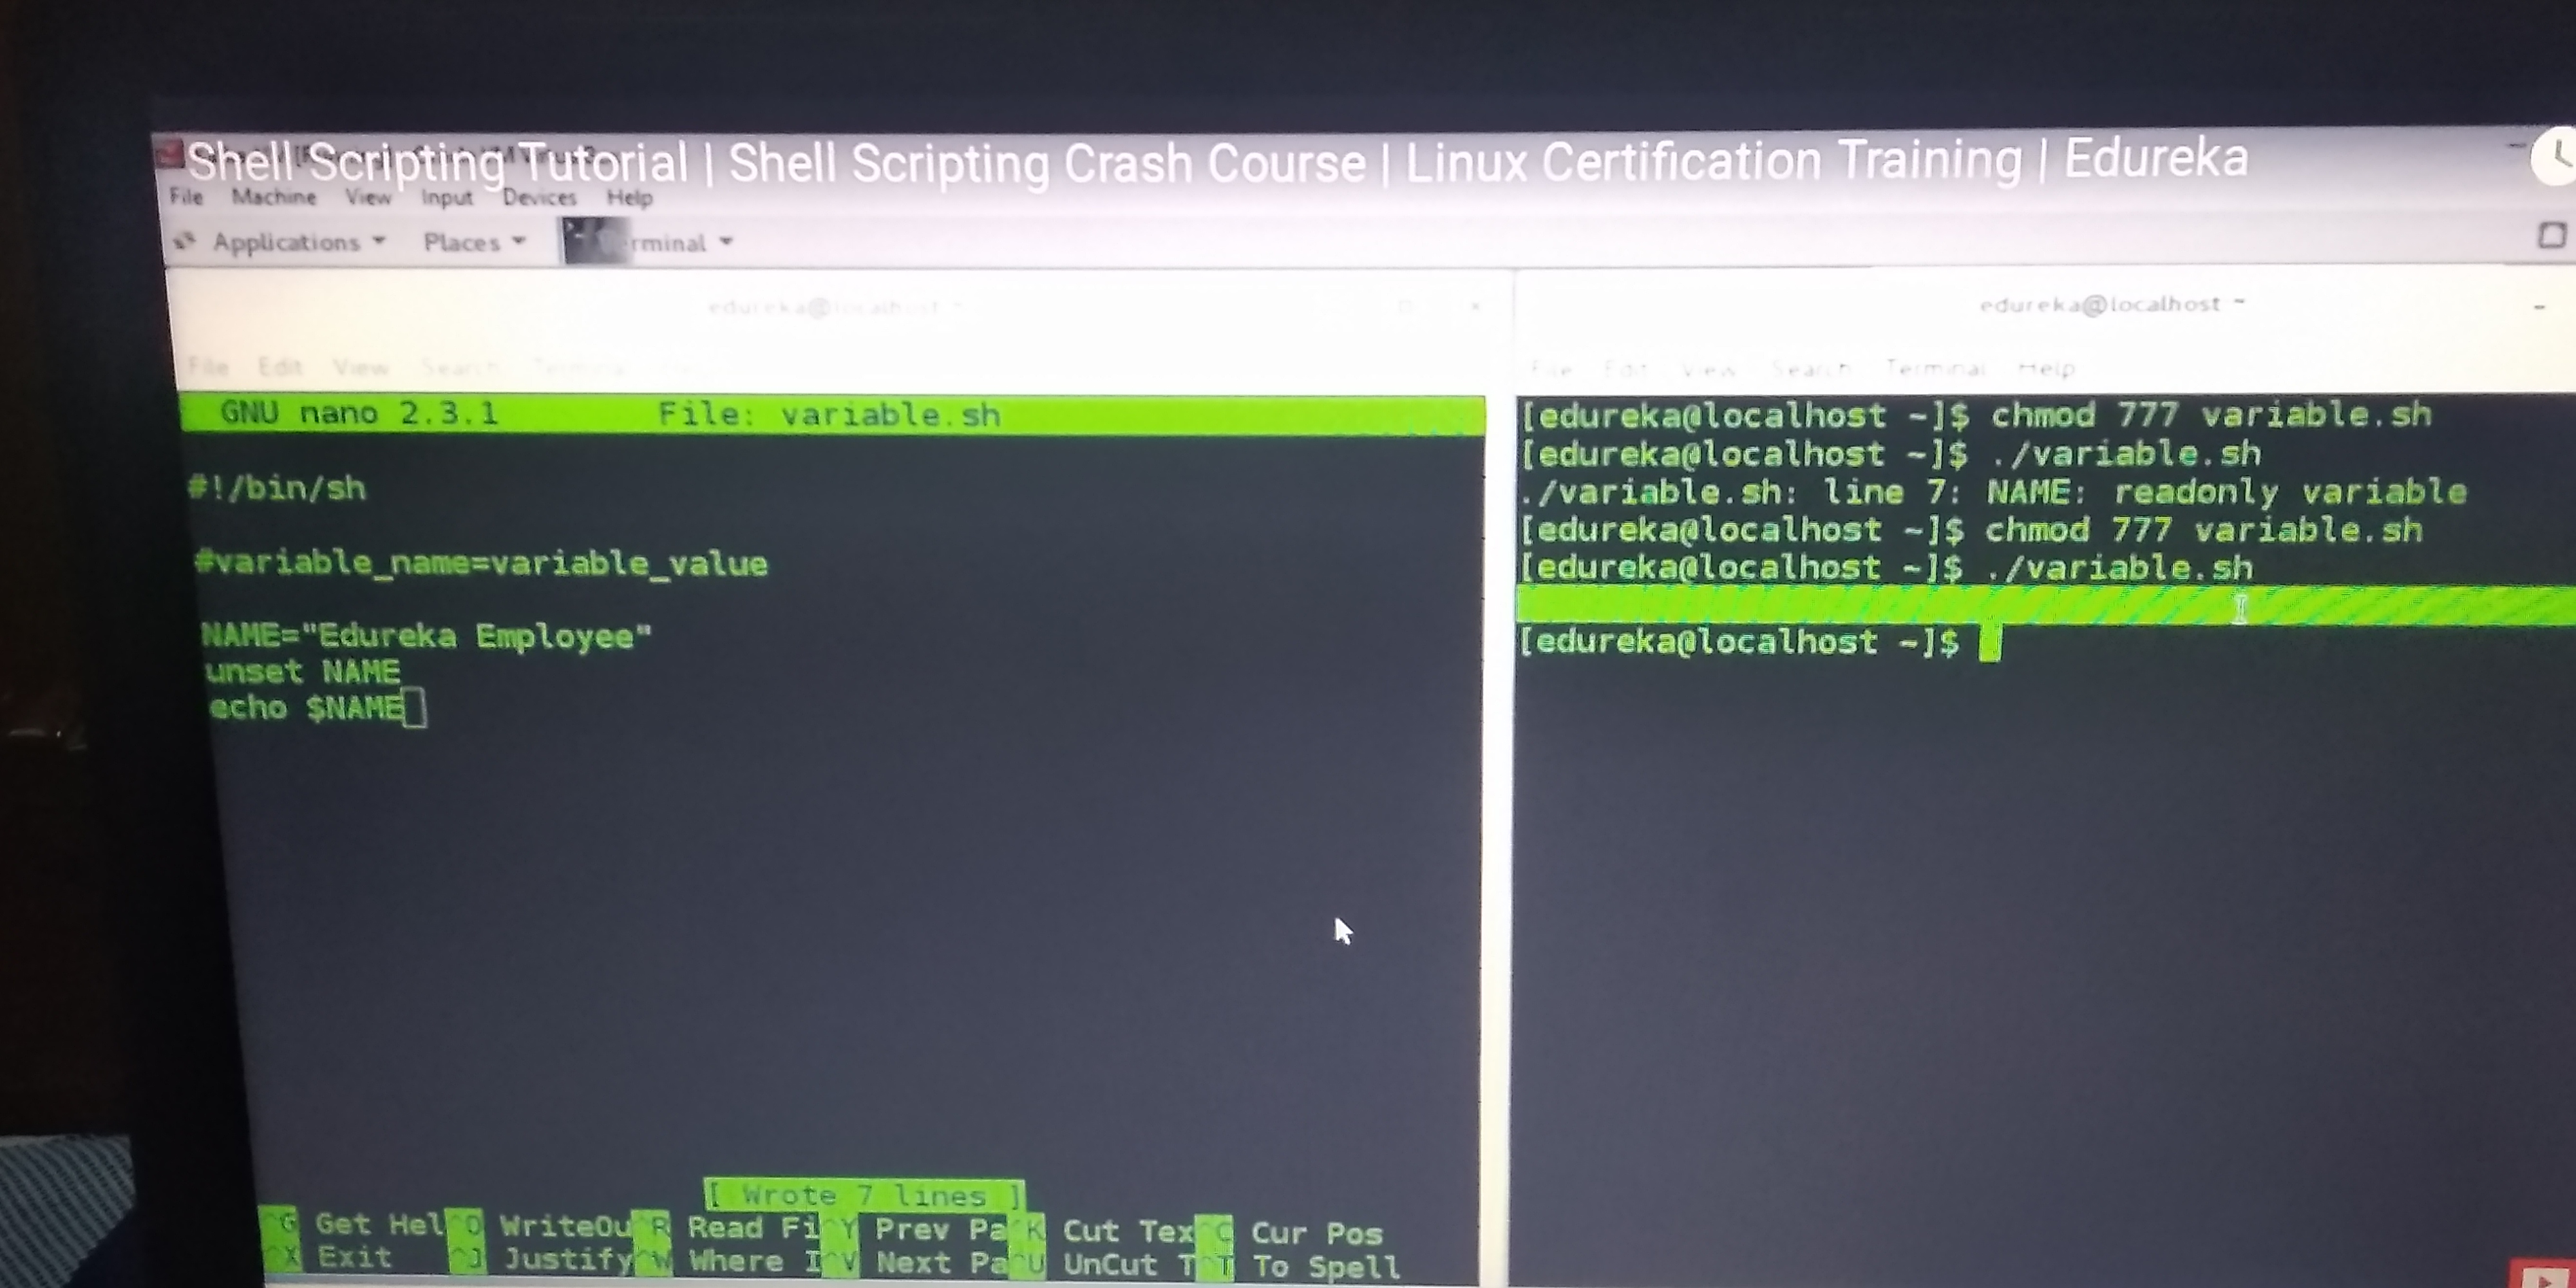 Shell Scripting Tutorial | Shell Scripting Crash Course | Linux Certification Training | Edureka
File Machine View Input Devices Help
Applications Places rminal
edureka@localhost ~
File Edit View Search Terminal
GNU nano 2.3.1 File: variable.sh
#!/bin/sh
#variable_name=variable_value
NAME="Edureka Employee"
unset NAME
echo $NAME
[ Wrote 7 lines ]
^G Get Hel^O WriteOu^R Read Fi^Y Prev Pa^K Cut Tex^C Cur Pos
^X Exit ^J Justify^W Where I^V Next Pa^U UnCut T^T To Spell
edureka@localhost ~
File Edit View Search Terminal Help
[edureka@localhost ~]$ chmod 777 variable.sh
[edureka@localhost ~]$ ./variable.sh
./variable.sh: line 7: NAME: readonly variable
[edureka@localhost ~]$ chmod 777 variable.sh
[edureka@localhost ~]$ ./variable.sh
[edureka@localhost ~]$